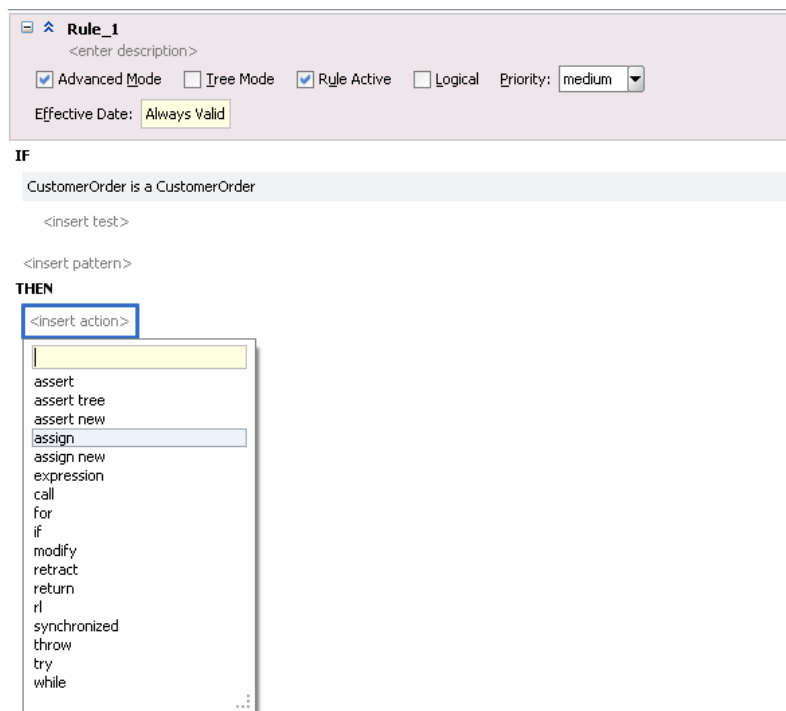 Rule_1
<enter description>
Advanced Mode Tree Mode Rule Active Logical Priority: medium
Effective Date: Always Valid
IF
CustomerOrder is a CustomerOrder
<insert test>
<insert pattern>
THEN
<insert action>
assert
assert tree
assert new
assign
assign new
expression
call
for
if
modify
retract
return
rl
synchronized
throw
try
while